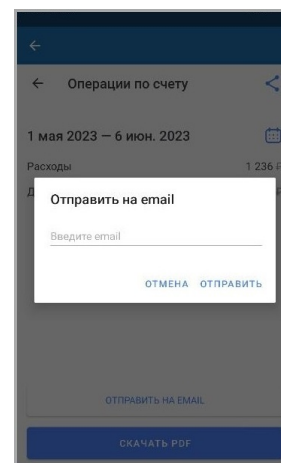 Операции по счету
1 мая 2023 — 6 июн. 2023
Расходы 1 236 ₽
Отправить на email
Введите email
ОТМЕНА ОТПРАВИТЬ
ОТПРАВИТЬ НА EMAIL
СКАЧАТЬ PDF